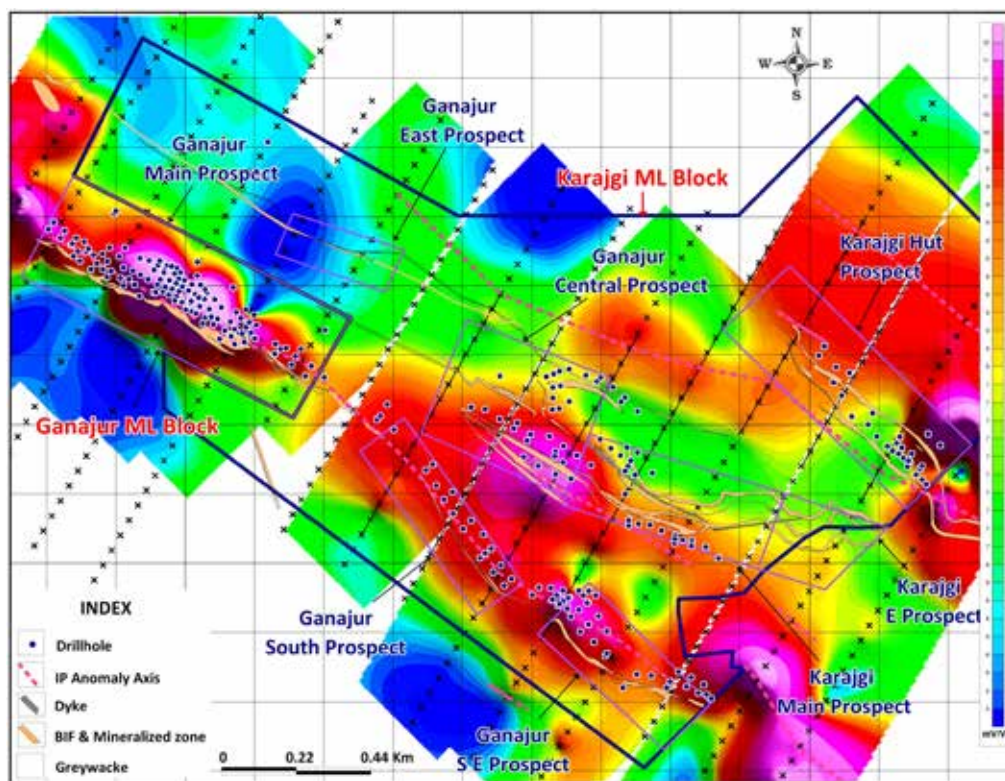 N
W E
S
Ganajur
East Prospect
Ganajur
Main Prospect
Karajgi ML Block
Karajgi Hut
Prospect
Ganajur
Central Prospect
Ganajur ML Block
INDEX
Drillhole
IP Anomaly Axis
Dyke
BIF & Mineralized zone
Greywacke
Ganajur
South Prospect
Karajgi
E Prospect
Karajgi
Main Prospect
Ganajur
S E Prospect
0 0.22 0.44 Km
mV/V